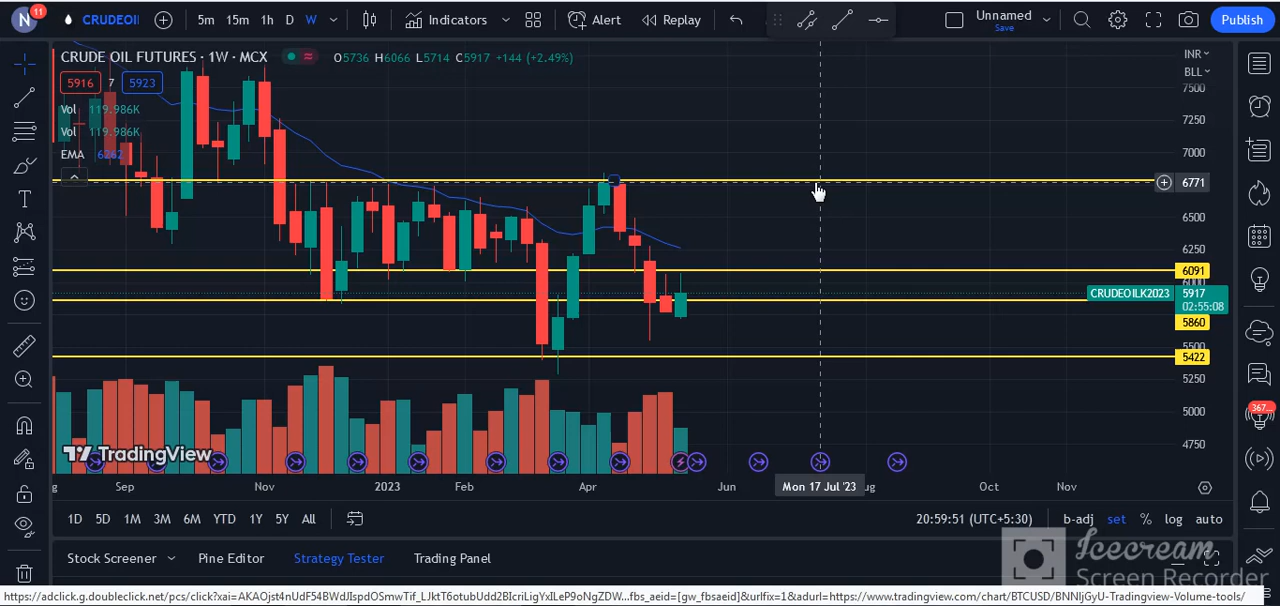 N 11 CRUDEOI 5m 15m 1h D W Indicators Alert Replay Unnamed Save Publish
CRUDE OIL FUTURES · 1W · MCX O5736 H6066 L5714 C5917 +144 (+2.49%) INR
5916 7 5923 BLL
7500
Vol 119.986K
7250
Vol 119.986K
EMA 6262 7000
6771
6500
6250
6091
6000
CRUDEOILK2023 5917
02:55:08
5860
5500
5422
5250
5000
4750
TradingView
Sep Nov 2023 Feb Apr Jun Mon 17 Jul '23 Oct Nov
1D 5D 1M 3M 6M YTD 1Y 5Y All 20:59:51 (UTC+5:30) b-adj set % log auto
Stock Screener Pine Editor Strategy Tester Trading Panel
Icecream
Screen Recorder